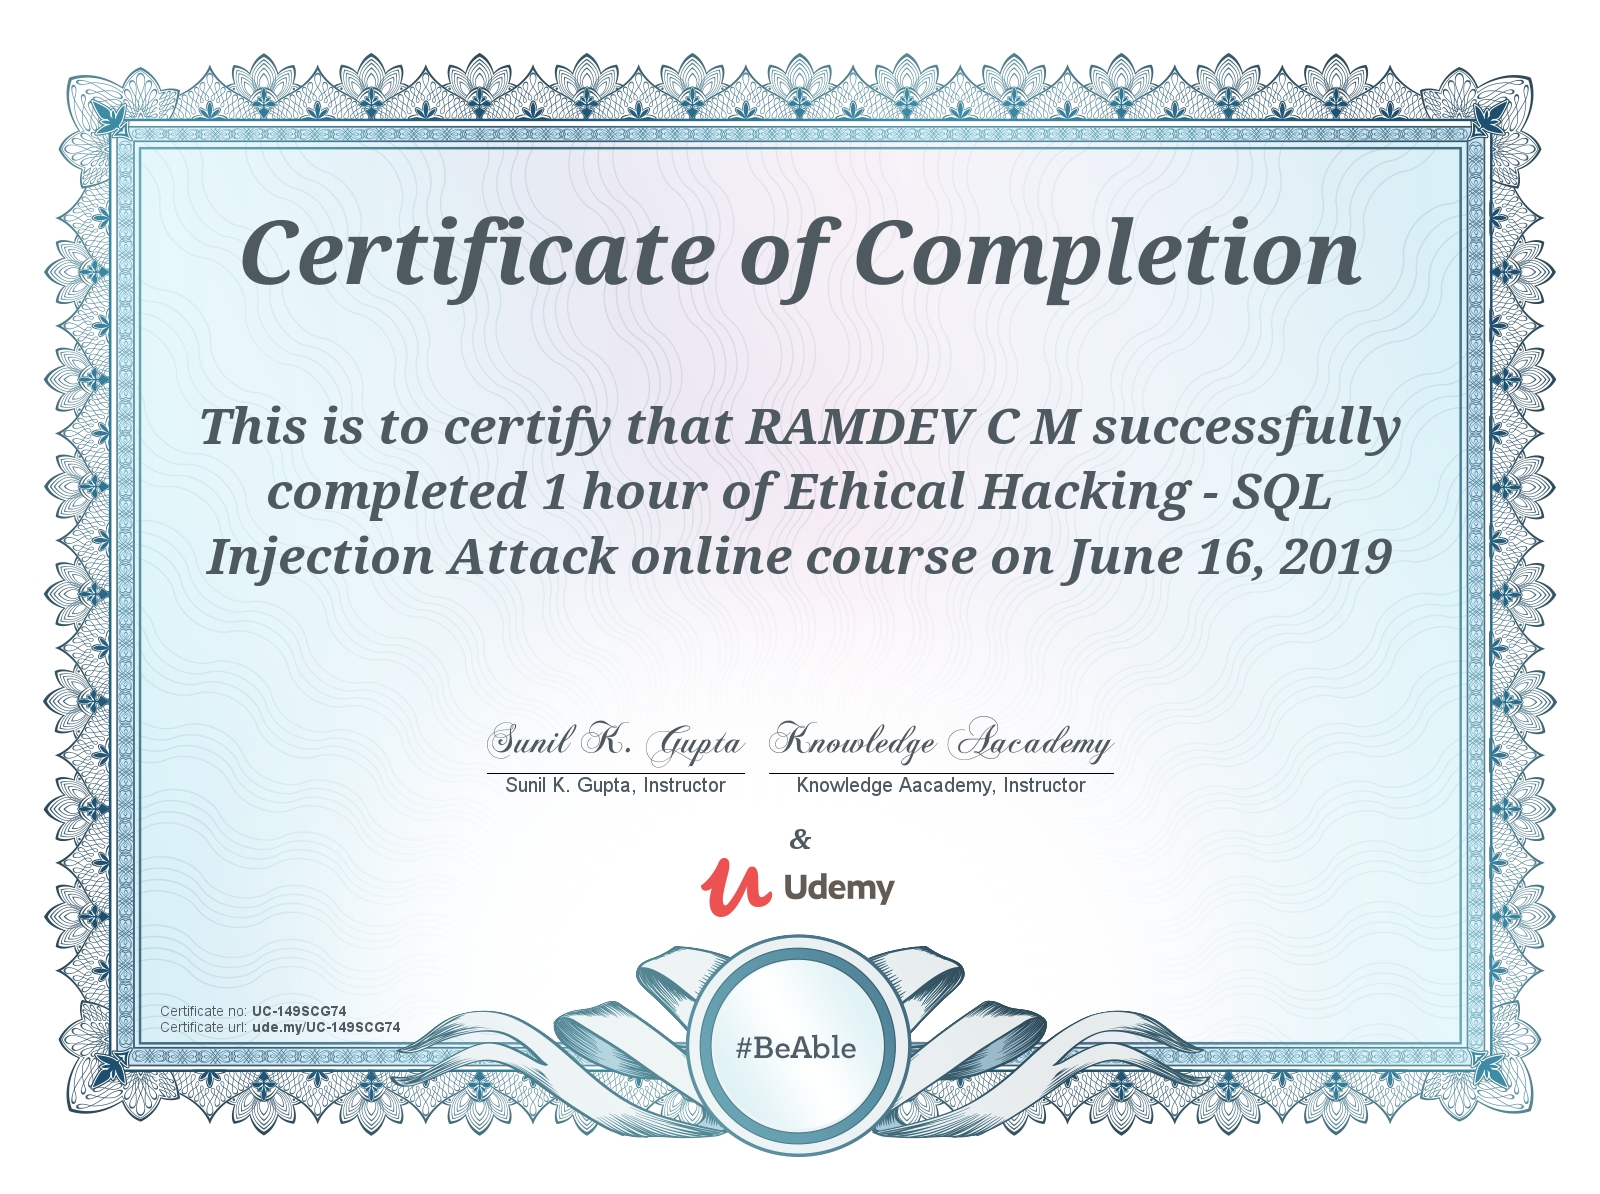 Certificate of Completion
This is to certify that RAMDEV C M successfully
completed 1 hour of Ethical Hacking - SQL
Injection Attack online course on June 16, 2019
Sunil K. Gupta Knowledge Aacademy
Sunil K. Gupta, Instructor Knowledge Aacademy, Instructor
&
Udemy
Certificate no: UC-149SCG74
Certificate url: ude.my/UC-149SCG74
#BeAble